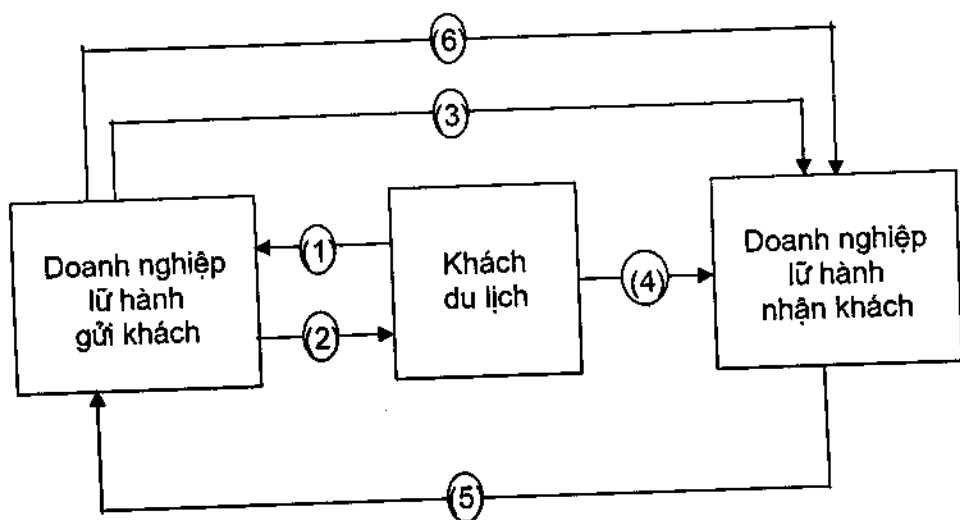 (6)
(3)
Doanh nghiệp
lữ hành
gửi khách
(1)
(2)
Khách
du lịch
(4)
Doanh nghiệp
lữ hành
nhận khách
(5)